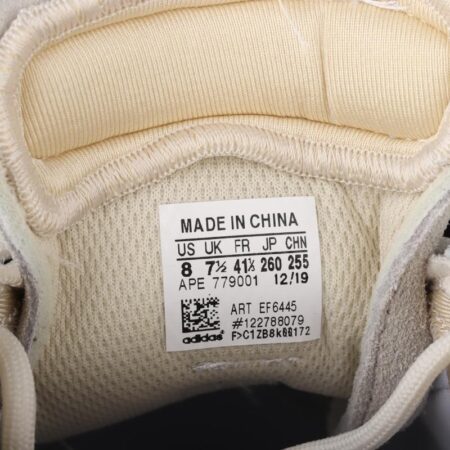 MADE IN CHINA
US UK FR JP CHN
8 7½ 41⅓ 260 255
APE 779001 12/19
ART EF6445
#122788079
adidas F>C1ZB8k00172